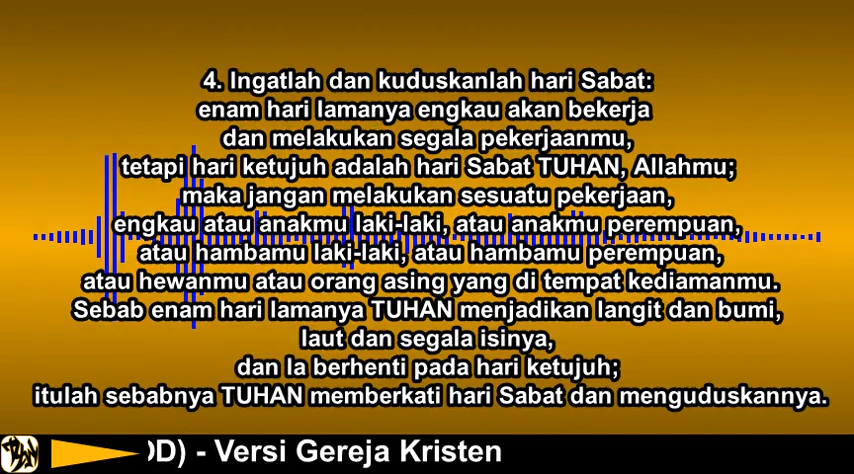 4. Ingatlah dan kuduskanlah hari Sabat:
enam hari lamanya engkau akan bekerja
dan melakukan segala pekerjaanmu,
tetapi hari ketujuh adalah hari Sabat TUHAN, Allahmu;
maka jangan melakukan sesuatu pekerjaan,
engkau atau anakmu laki-laki, atau anakmu perempuan,
atau hambamu laki-laki, atau hambamu perempuan,
atau hewanmu atau orang asing yang di tempat kediamanmu.
Sebab enam hari lamanya TUHAN menjadikan langit dan bumi,
laut dan segala isinya,
dan Ia berhenti pada hari ketujuh;
itulah sebabnya TUHAN memberkati hari Sabat dan menguduskannya.
DD) - Versi Gereja Kristen